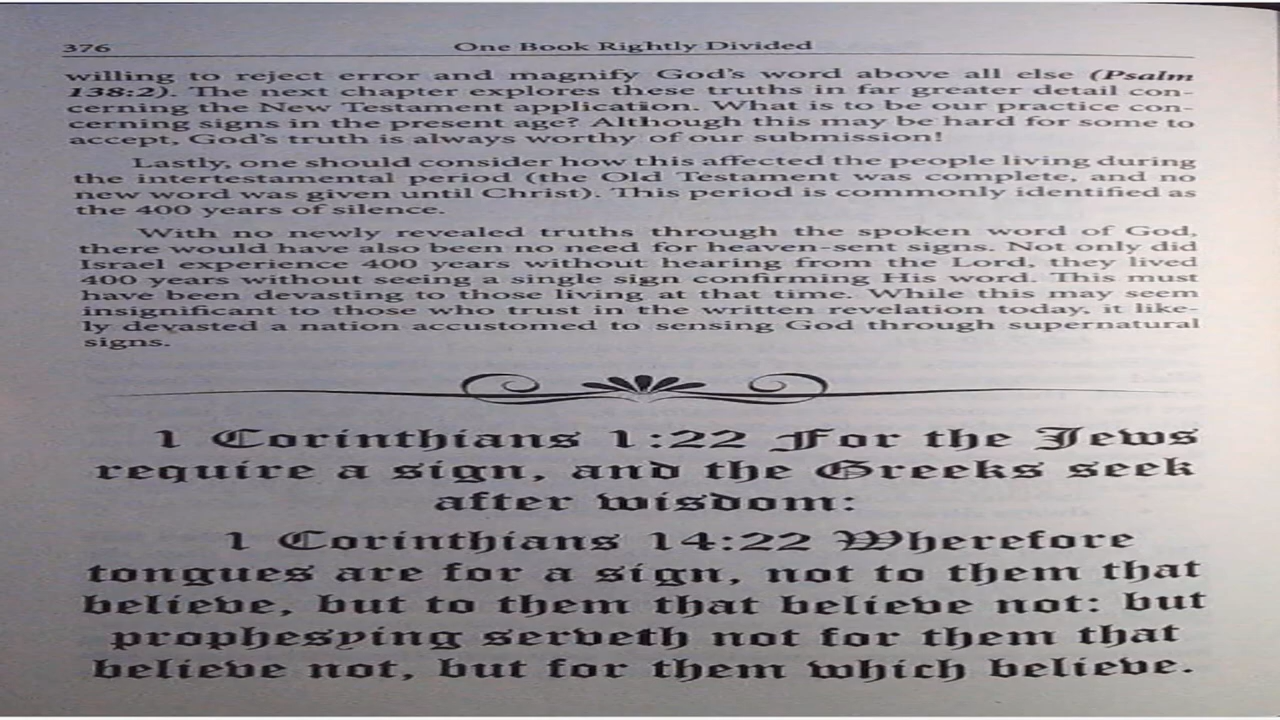 376 One Book Rightly Divided
willing to reject error and magnify God's word above all else (Psalm
138:2). The next chapter explores these truths in far greater detail con-
cerning the New Testament application. What is to be our practice con-
cerning signs in the present age? Although this may be hard for some to
accept, God's truth is always worthy of our submission!
Lastly, one should consider how this affected the people living during
the intertestamental period (the Old Testament was complete, and no
new word was given until Christ). This period is commonly identified as
the 400 years of silence.
With no newly revealed truths through the spoken word of God,
there would have also been no need for heaven-sent signs. Not only did
Israel experience 400 years without hearing from the Lord, they lived
400 years without seeing a single sign confirming His word. This must
have been devasting to those living at that time. While this may seem
insignificant to those who trust in the written revelation today, it like-
ly devasted a nation accustomed to sensing God through supernatural
signs.
1 Corinthians 1:22 For the Jews
require a sign, and the Greeks seek
after wisdom:
1 Corinthians 14:22 Wherefore
tongues are for a sign, not to them that
believe, but to them that believe not: but
prophesying serveth not for them that
believe not, but for them which believe.